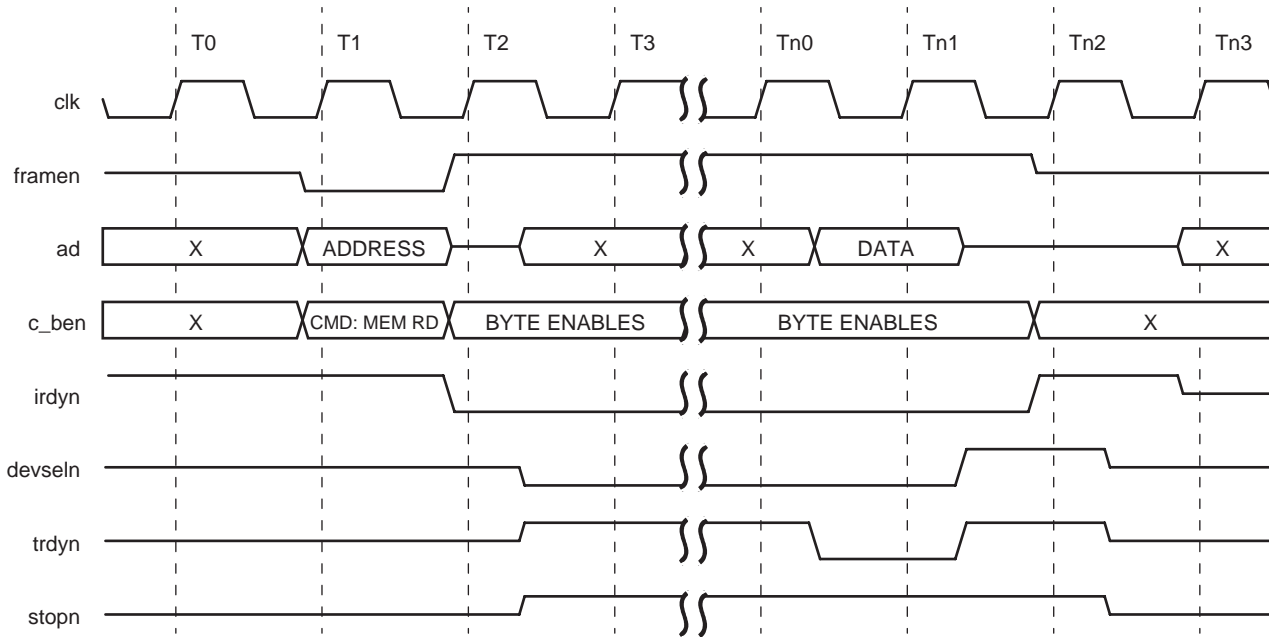 T0 T1 T2 T3 Tn0 Tn1 Tn2 Tn3
clk
framen
ad X ADDRESS X X DATA X
c_ben X CMD: MEM RD BYTE ENABLES BYTE ENABLES X
irdyn
devseln
trdyn
stopn